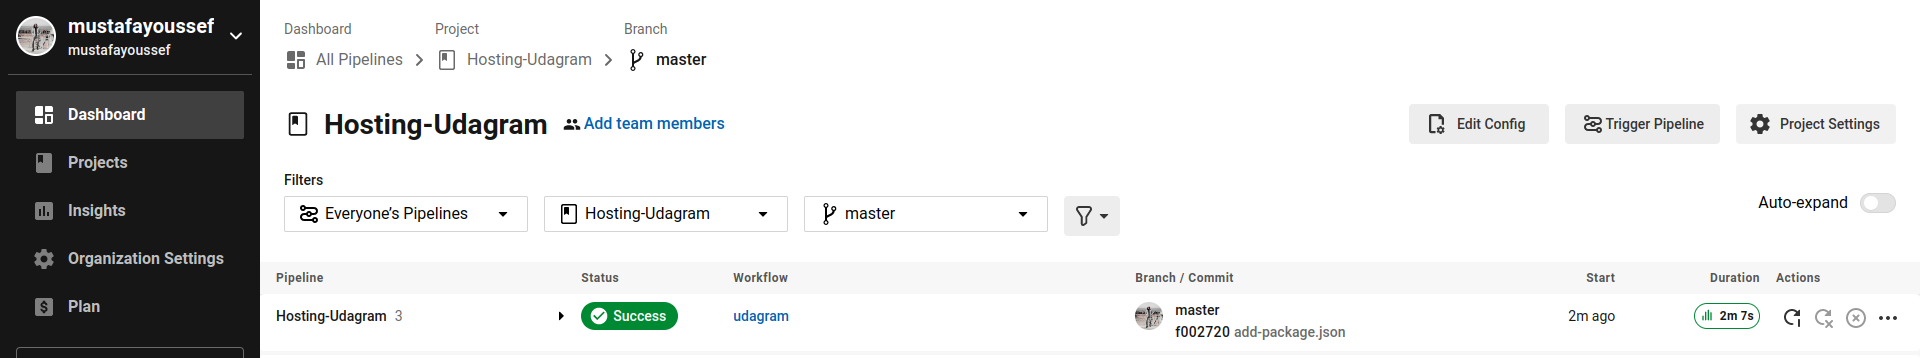 mustafayoussef
mustafayoussef
Dashboard
Projects
Insights
Organization Settings
Plan
Dashboard Project Branch
All Pipelines Hosting-Udagram master
Hosting-Udagram Add team members
Edit Config Trigger Pipeline Project Settings
Filters
Everyone's Pipelines Hosting-Udagram master
Auto-expand
Pipeline Status Workflow Branch / Commit Start Duration Actions
Hosting-Udagram 3 Success udagram master 2m ago 2m 7s
f002720 add-package.json